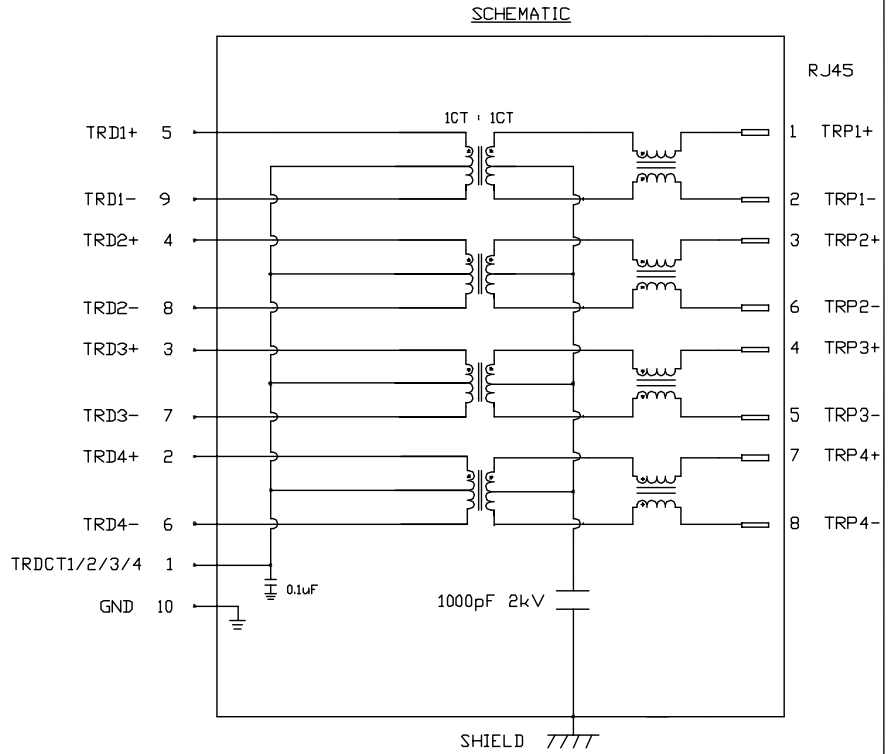 SCHEMATIC
RJ45
1CT : 1CT
TRD1+ 5
1 TRP1+
TRD1- 9
2 TRP1-
TRD2+ 4
3 TRP2+
TRD2- 8
6 TRP2-
TRD3+ 3
4 TRP3+
TRD3- 7
5 TRP3-
TRD4+ 2
7 TRP4+
TRD4- 6
8 TRP4-
TRDCT1/2/3/4 1
0.1uF
GND 10
1000pF 2kV
SHIELD